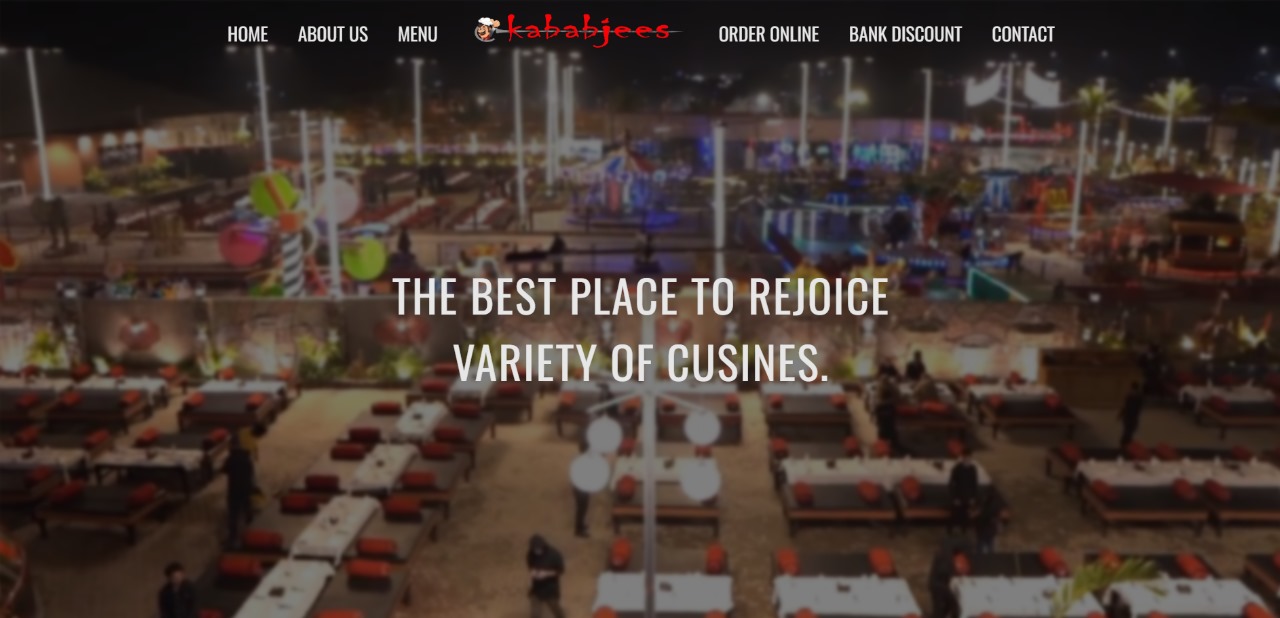 HOME ABOUT US MENU kababjees ORDER ONLINE BANK DISCOUNT CONTACT
THE BEST PLACE TO REJOICE
VARIETY OF CUSINES.